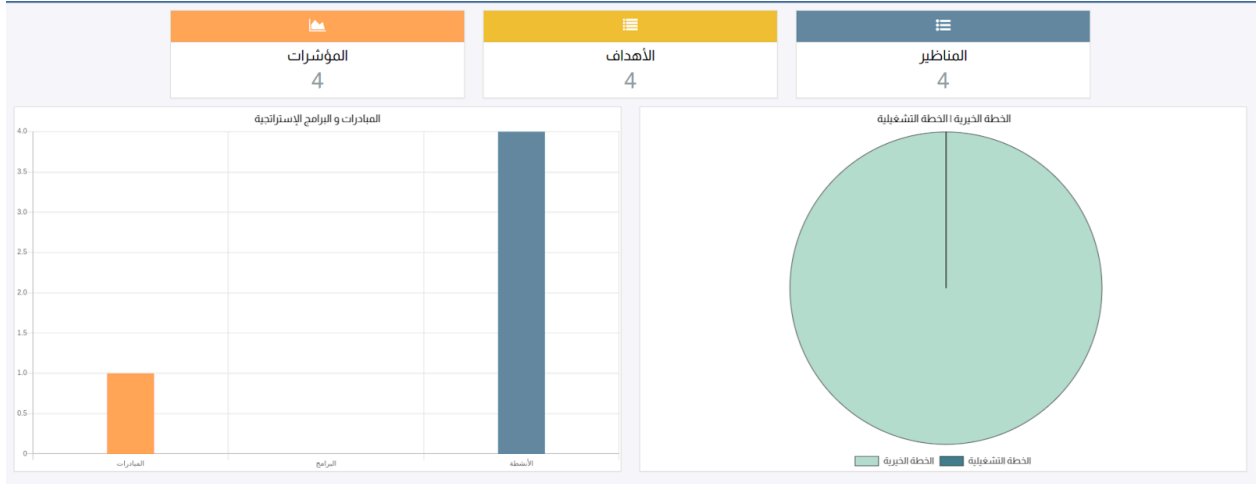 المناظير
4
الأهداف
4
المؤشرات
4
الخطة الخيرية | الخطة التشغيلية
الخطة التشغيلية
الخطة الخيرية
المبادرات و البرامج الإستراتجية
4.0
3.5
3.0
2.5
2.0
1.5
1.0
0.5
0
المبادرات
البرامج
الأنشطة